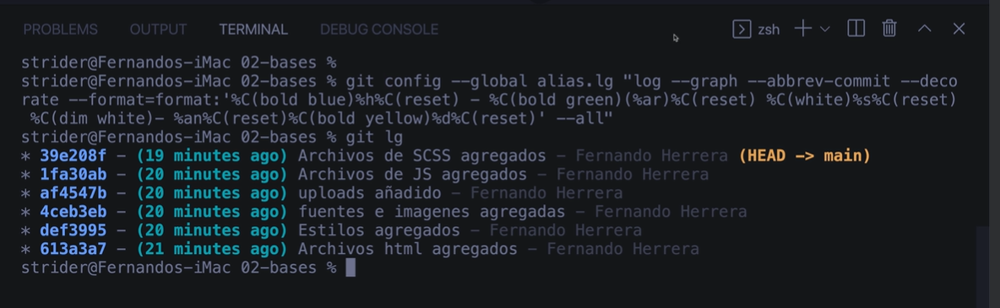 PROBLEMS OUTPUT TERMINAL DEBUG CONSOLE zsh
strider@Fernandos-iMac 02-bases %
strider@Fernandos-iMac 02-bases % git config --global alias.lg "log --graph --abbrev-commit --deco
rate --format=format:'%C(bold blue)%h%C(reset) - %C(bold green)(%ar)%C(reset) %C(white)%s%C(reset)
%C(dim white)- %an%C(reset)%C(bold yellow)%d%C(reset)' --all"
strider@Fernandos-iMac 02-bases % git lg
* 39e208f - (19 minutes ago) Archivos de SCSS agregados - Fernando Herrera (HEAD -> main)
* 1fa30ab - (20 minutes ago) Archivos de JS agregados - Fernando Herrera
* af4547b - (20 minutes ago) uploads añadido - Fernando Herrera
* 4ceb3eb - (20 minutes ago) fuentes e imagenes agregadas - Fernando Herrera
* def3995 - (20 minutes ago) Estilos agregados - Fernando Herrera
* 613a3a7 - (21 minutes ago) Archivos html agregados - Fernando Herrera
strider@Fernandos-iMac 02-bases %